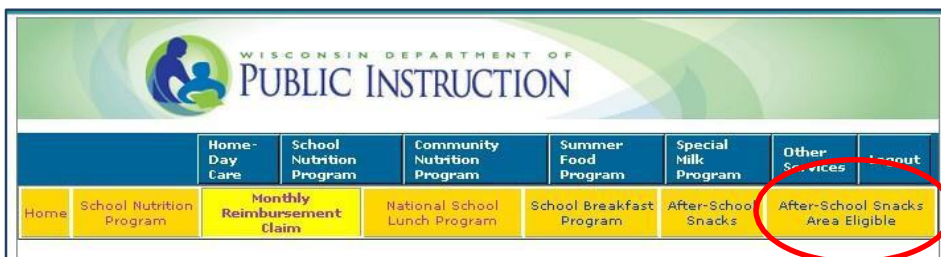 WISCONSIN DEPARTMENT OF
PUBLIC INSTRUCTION
Home-
Day
Care
School
Nutrition
Program
Community
Nutrition
Program
Summer
Food
Program
Special
Milk
Program
Other
Services
Logout
Home
School Nutrition
Program
Monthly
Reimbursement
Claim
National School
Lunch Program
School Breakfast
Program
After-School
Snacks
After-School Snacks
Area Eligible